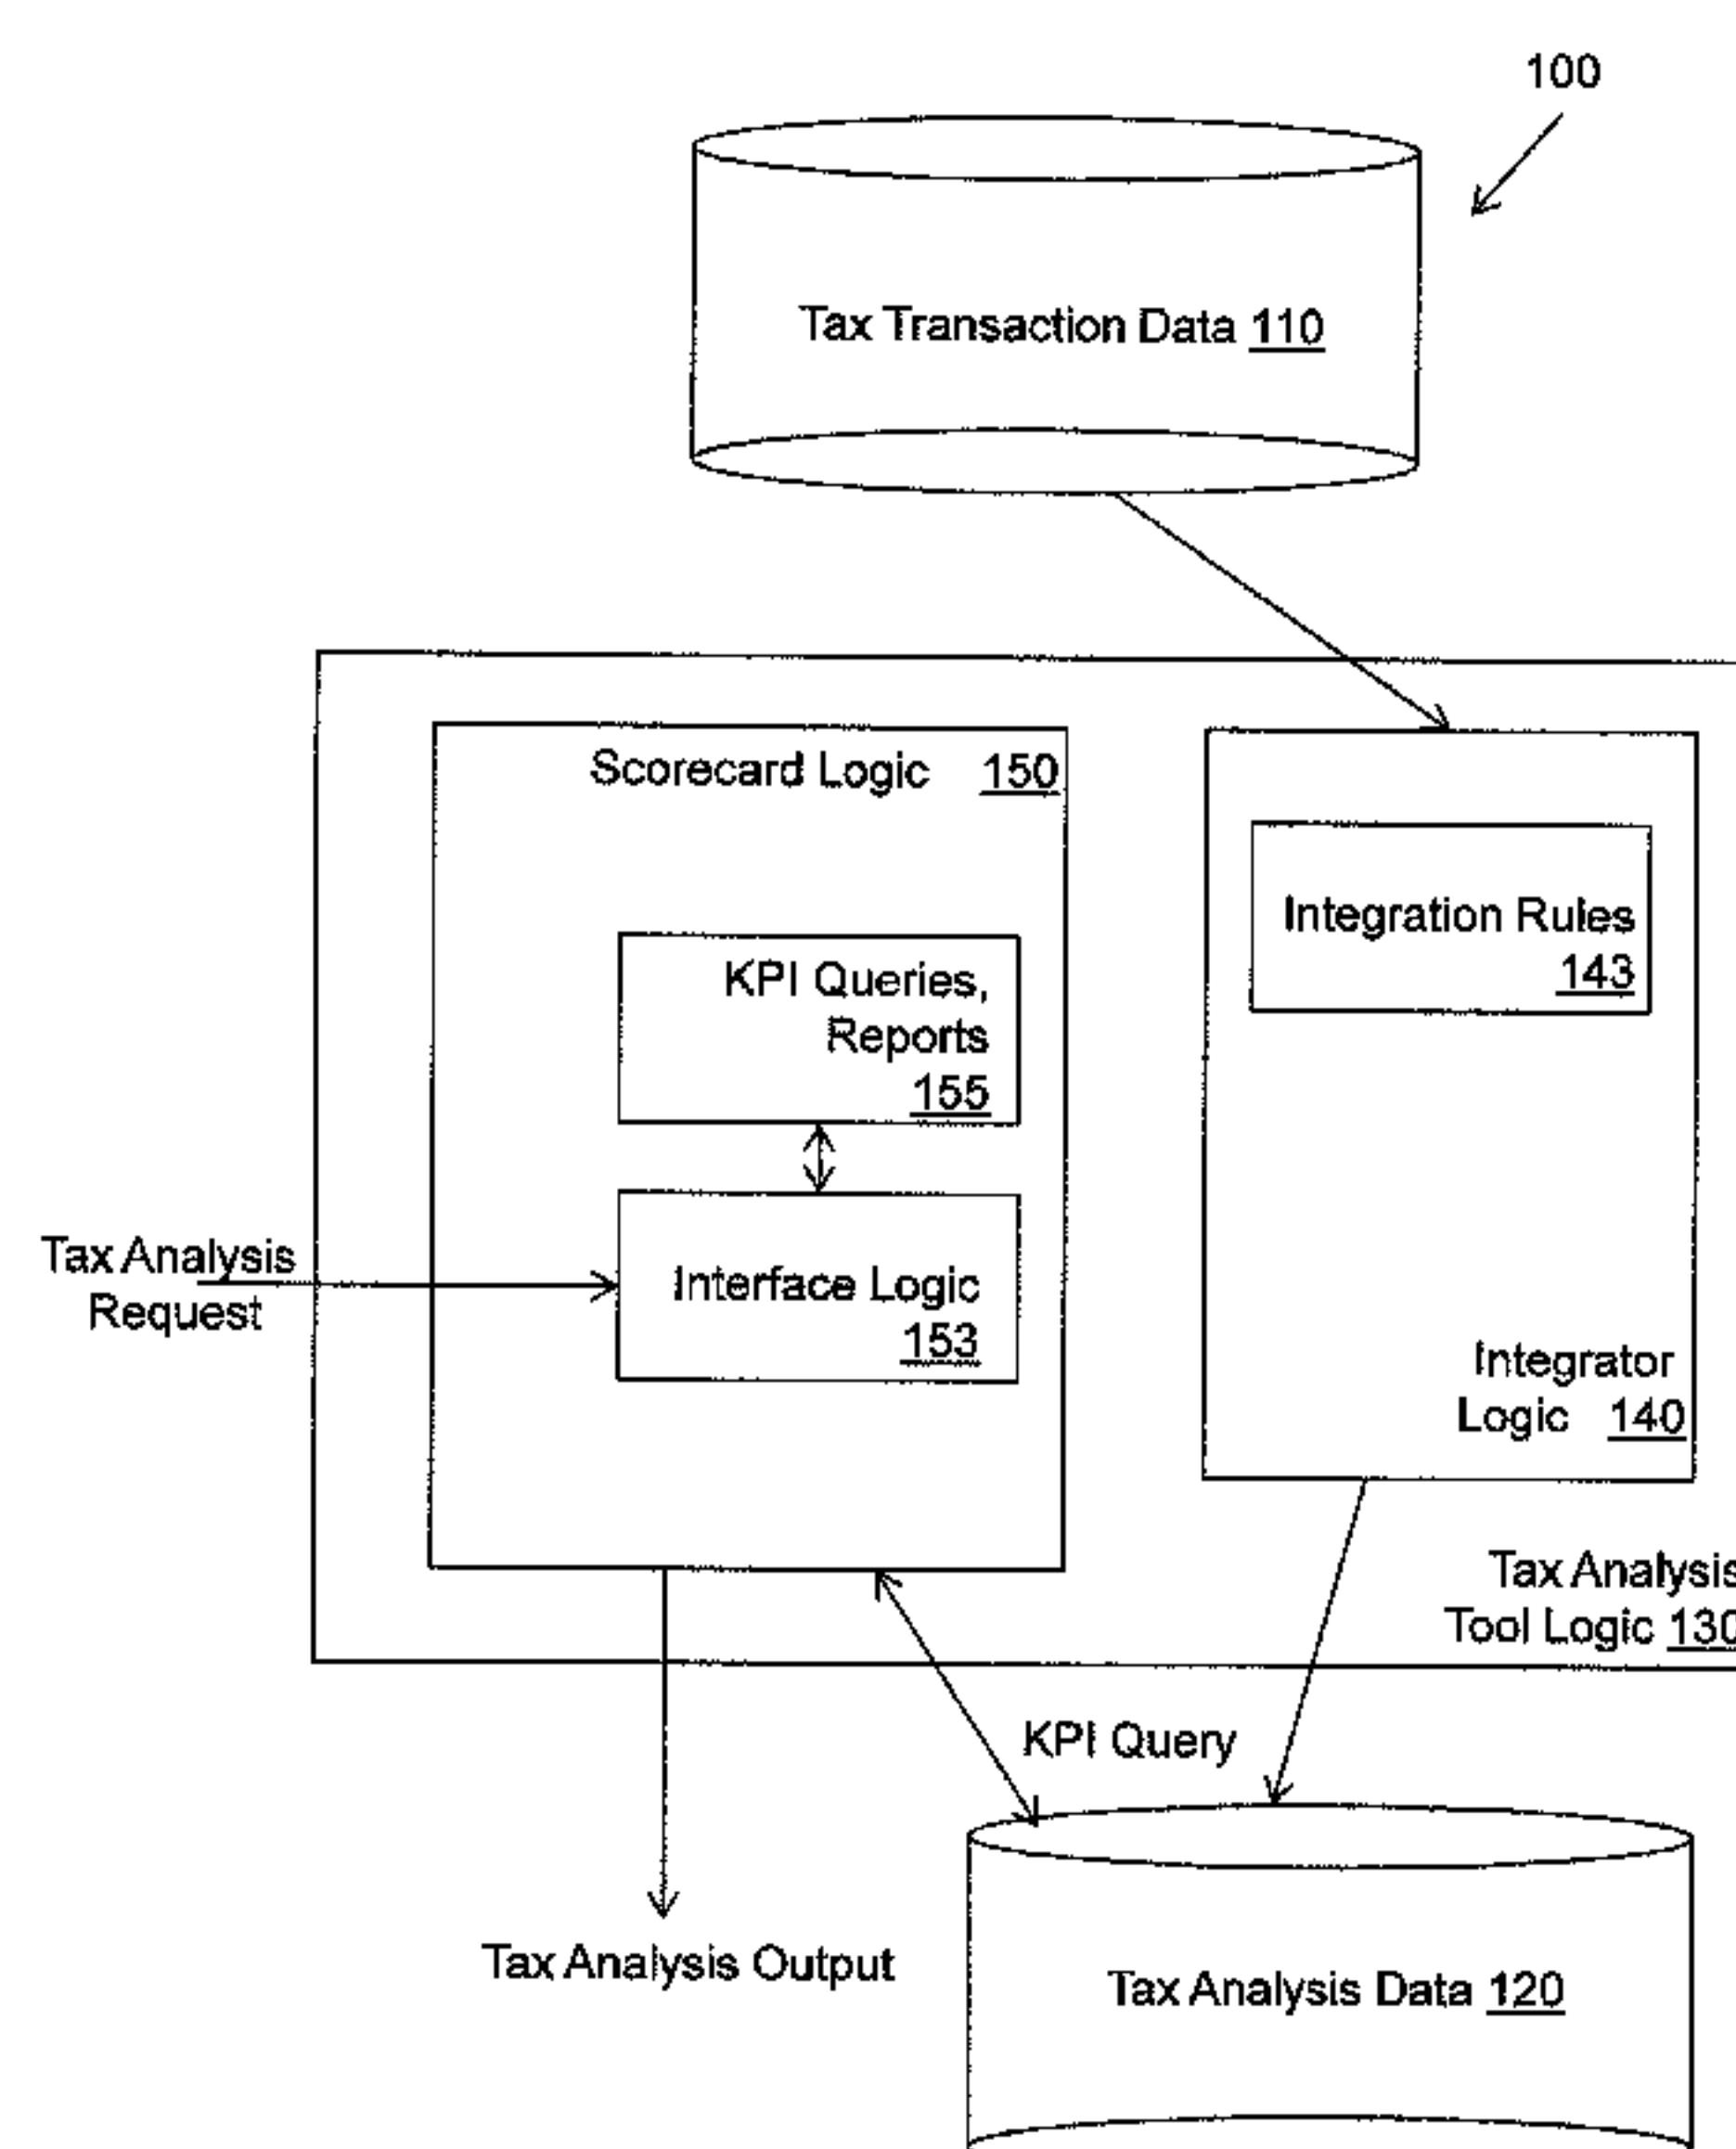 100
Tax Transaction Data 110
Scorecard Logic 150
Integration Rules
143
KPI Queries,
Reports
155
Tax Analysis
Request
Interface Logic
153
Integrator
Logic 140
Tax Analysis
Tool Logic 130
KPI Query
Tax Analysis Output
Tax Analysis Data 120